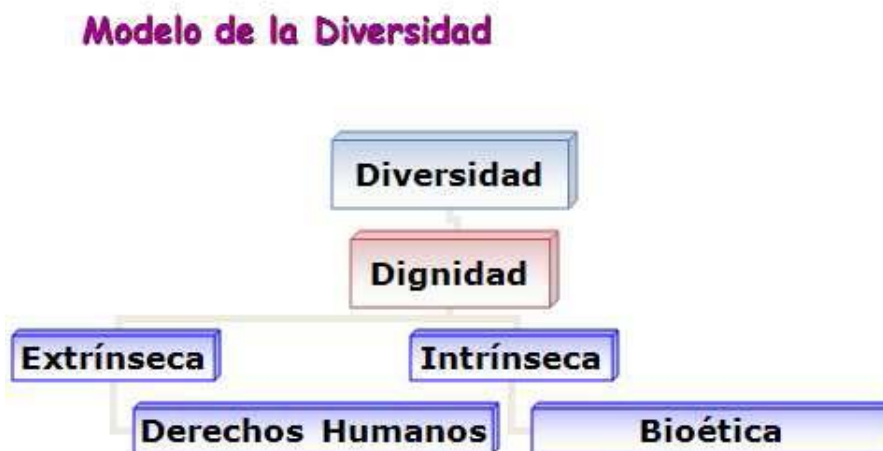 Modelo de la Diversidad
Diversidad
Dignidad
Extrínseca
Intrínseca
Derechos Humanos
Bioética